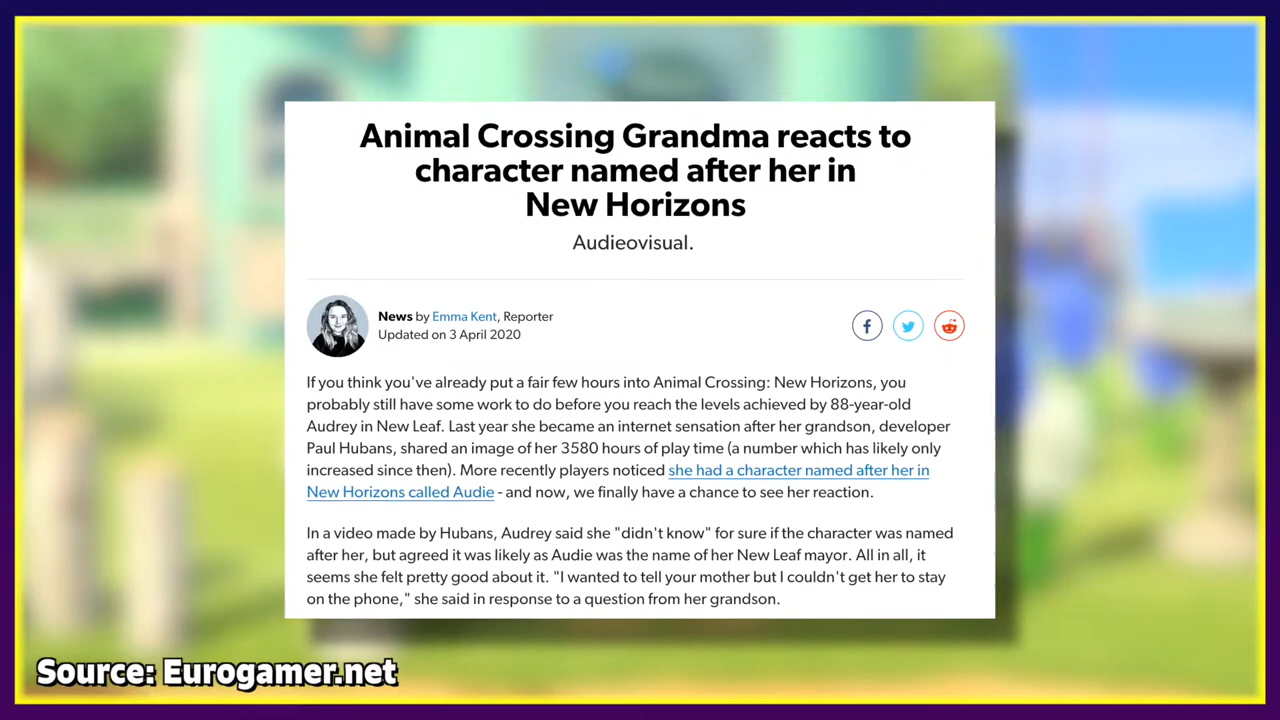 Animal Crossing Grandma reacts to
character named after her in
New Horizons
Audieovisual.
News by Emma Kent, Reporter
Updated on 3 April 2020
If you think you've already put a fair few hours into Animal Crossing: New Horizons, you
probably still have some work to do before you reach the levels achieved by 88-year-old
Audrey in New Leaf. Last year she became an internet sensation after her grandson, developer
Paul Hubans, shared an image of her 3580 hours of play time (a number which has likely only
increased since then). More recently players noticed she had a character named after her in
New Horizons called Audie - and now, we finally have a chance to see her reaction.
In a video made by Hubans, Audrey said she "didn't know" for sure if the character was named
after her, but agreed it was likely as Audie was the name of her New Leaf mayor. All in all, it
seems she felt pretty good about it. "I wanted to tell your mother but I couldn't get her to stay
on the phone," she said in response to a question from her grandson.
Source: Eurogamer.net